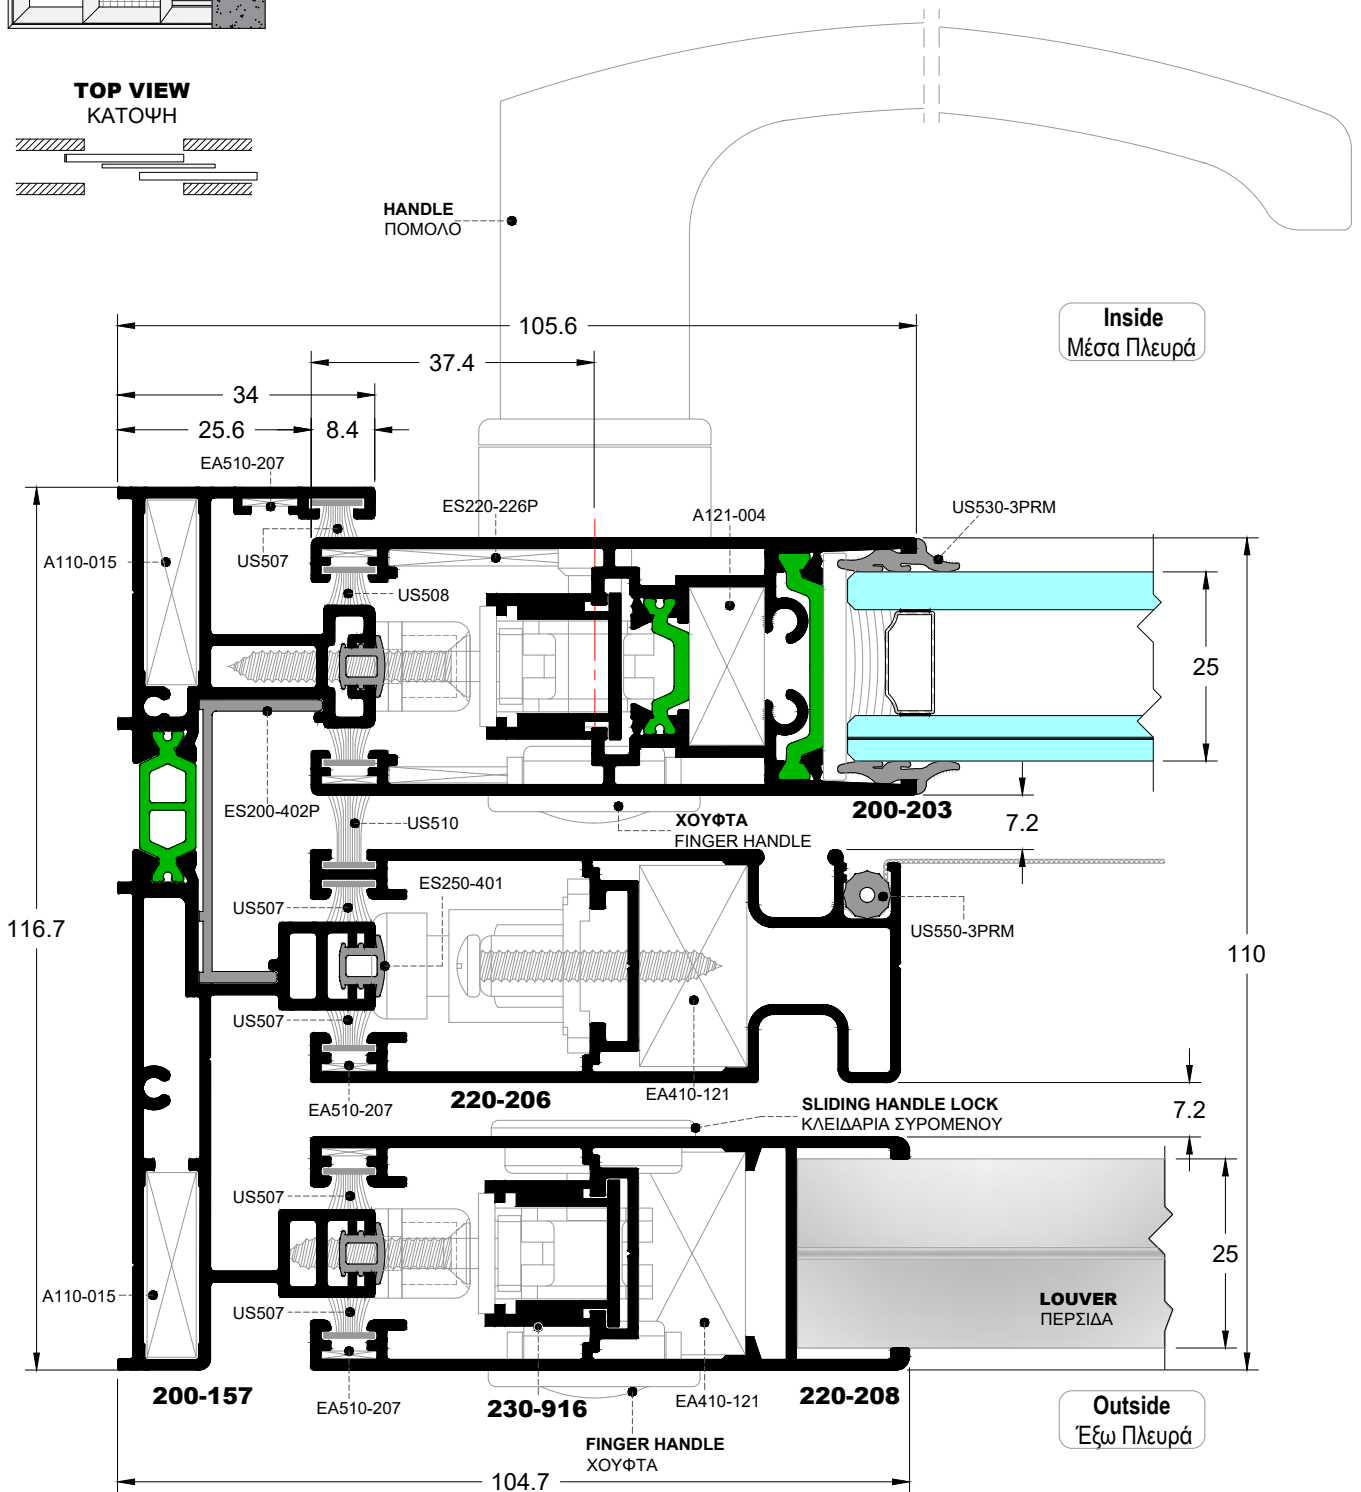 TOP VIEW
ΚΑΤΟΨΗ
HANDLE
ΠΟΜΟΛΟ
105.6
Inside
Μέσα Πλευρά
37.4
34
25.6
8.4
EA510-207
ES220-226P
A121-004
US530-3PRM
A110-015
US507
US508
25
ES200-402P
US510
ΧΟΥΦΤΑ
FINGER HANDLE
200-203
7.2
116.7
US507
ES250-401
US550-3PRM
110
US507
EA510-207
220-206
EA410-121
SLIDING HANDLE LOCK
ΚΛΕΙΔΑΡΙΑ ΣΥΡΟΜΕΝΟΥ
7.2
US507
25
A110-015
US507
LOUVER
ΠΕΡΣΙΔΑ
200-157
EA510-207
230-916
EA410-121
220-208
Outside
Έξω Πλευρά
FINGER HANDLE
ΧΟΥΦΤΑ
104.7